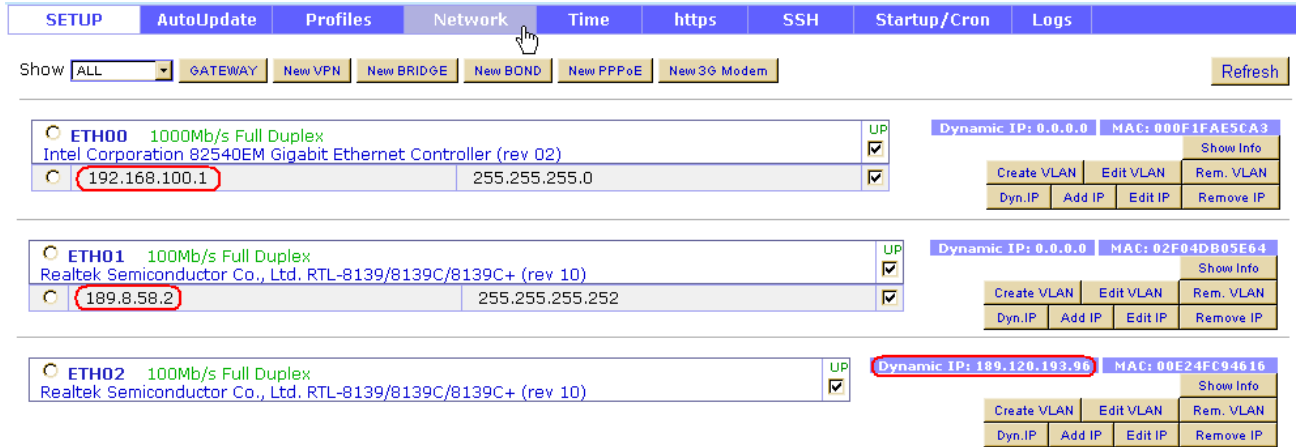 SETUP AutoUpdate Profiles Network Time https SSH Startup/Cron Logs
Show ALL GATEWAY New VPN New BRIDGE New BOND New PPPoE New 3G Modem Refresh
ETH00 1000Mb/s Full Duplex UP Dynamic IP: 0.0.0.0 MAC: 000F1FAE5CA3
Intel Corporation 82540EM Gigabit Ethernet Controller (rev 02) Show Info
192.168.100.1 255.255.255.0 Create VLAN Edit VLAN Rem. VLAN
Dyn.IP Add IP Edit IP Remove IP
ETH01 100Mb/s Full Duplex UP Dynamic IP: 0.0.0.0 MAC: 02F04DB05E64
Realtek Semiconductor Co., Ltd. RTL-8139/8139C/8139C+ (rev 10) Show Info
189.8.58.2 255.255.255.252 Create VLAN Edit VLAN Rem. VLAN
Dyn.IP Add IP Edit IP Remove IP
ETH02 100Mb/s Full Duplex UP Dynamic IP: 189.120.193.96 MAC: 00E24FC94616
Realtek Semiconductor Co., Ltd. RTL-8139/8139C/8139C+ (rev 10) Show Info
Create VLAN Edit VLAN Rem. VLAN
Dyn.IP Add IP Edit IP Remove IP